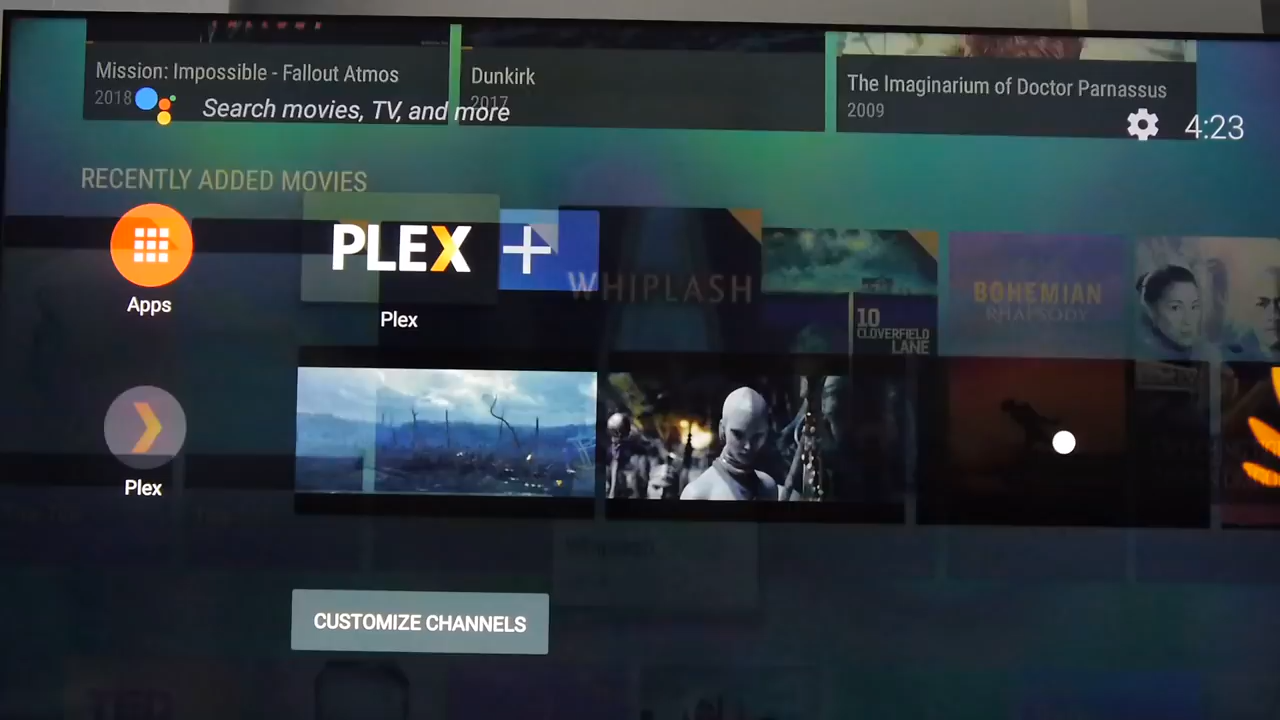 Mission: Impossible - Fallout Atmos
2018
Dunkirk
2017
The Imaginarium of Doctor Parnassus
2009
Search movies, TV, and more
4:23
RECENTLY ADDED MOVIES
Apps
PLEX
Plex
WHIPLASH
10
CLOVERFIELD
LANE
BOHEMIAN
RHAPSODY
Plex
CUSTOMIZE CHANNELS